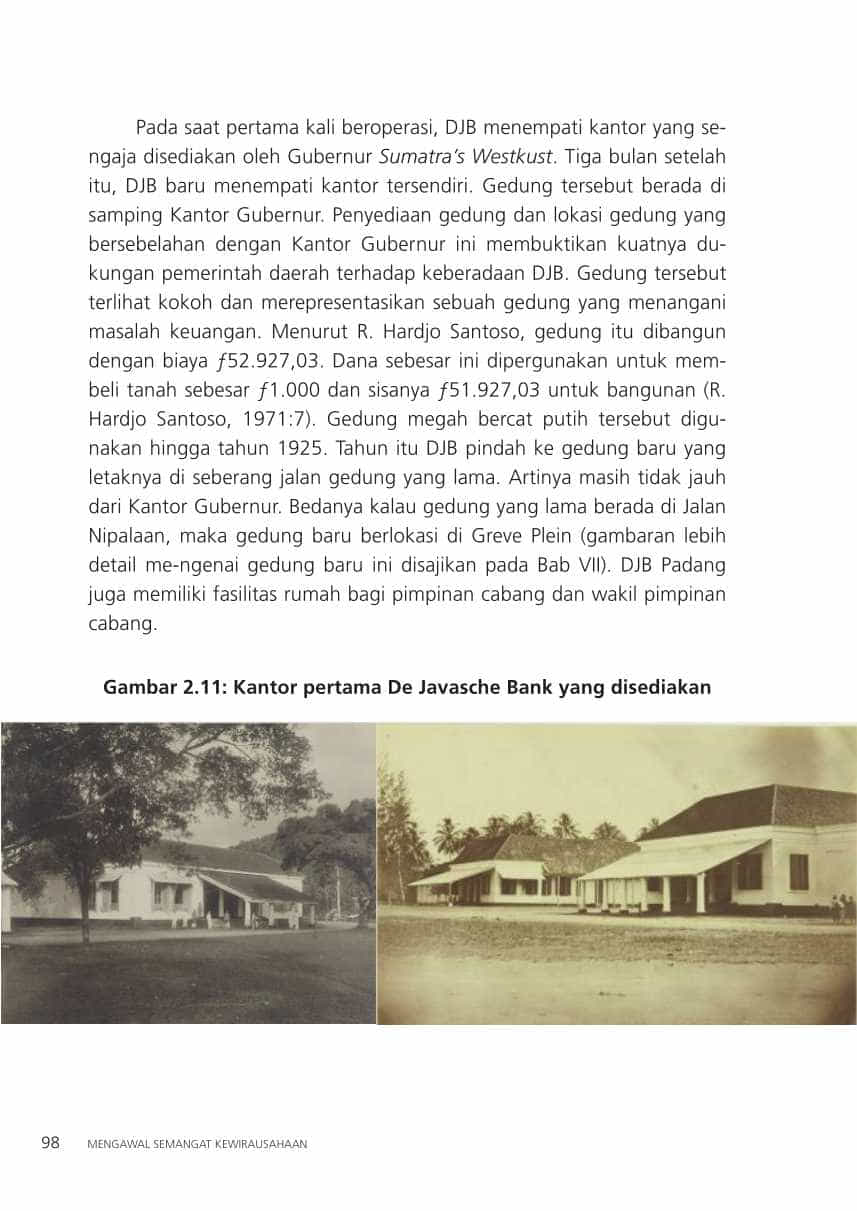 Pada saat pertama kali beroperasi, DJB menempati kantor yang se-
ngaja disediakan oleh Gubernur Sumatra's Westkust. Tiga bulan setelah
itu, DJB baru menempati kantor tersendiri. Gedung tersebut berada di
samping Kantor Gubernur. Penyediaan gedung dan lokasi gedung yang
bersebelahan dengan Kantor Gubernur ini membuktikan kuatnya du-
kungan pemerintah daerah terhadap keberadaan DJB. Gedung tersebut
terlihat kokoh dan merepresentasikan sebuah gedung yang menangani
masalah keuangan. Menurut R. Hardjo Santoso, gedung itu dibangun
dengan biaya ƒ52.927,03. Dana sebesar ini dipergunakan untuk mem-
beli tanah sebesar ƒ1.000 dan sisanya ƒ51.927,03 untuk bangunan (R.
Hardjo Santoso, 1971:7). Gedung megah bercat putih tersebut digu-
nakan hingga tahun 1925. Tahun itu DJB pindah ke gedung baru yang
letaknya di seberang jalan gedung yang lama. Artinya masih tidak jauh
dari Kantor Gubernur. Bedanya kalau gedung yang lama berada di Jalan
Nipalaan, maka gedung baru berlokasi di Greve Plein (gambaran lebih
detail me-ngenai gedung baru ini disajikan pada Bab VII). DJB Padang
juga memiliki fasilitas rumah bagi pimpinan cabang dan wakil pimpinan
cabang.
Gambar 2.11: Kantor pertama De Javasche Bank yang disediakan
98 MENGAWAL SEMANGAT KEWIRAUSAHAAN